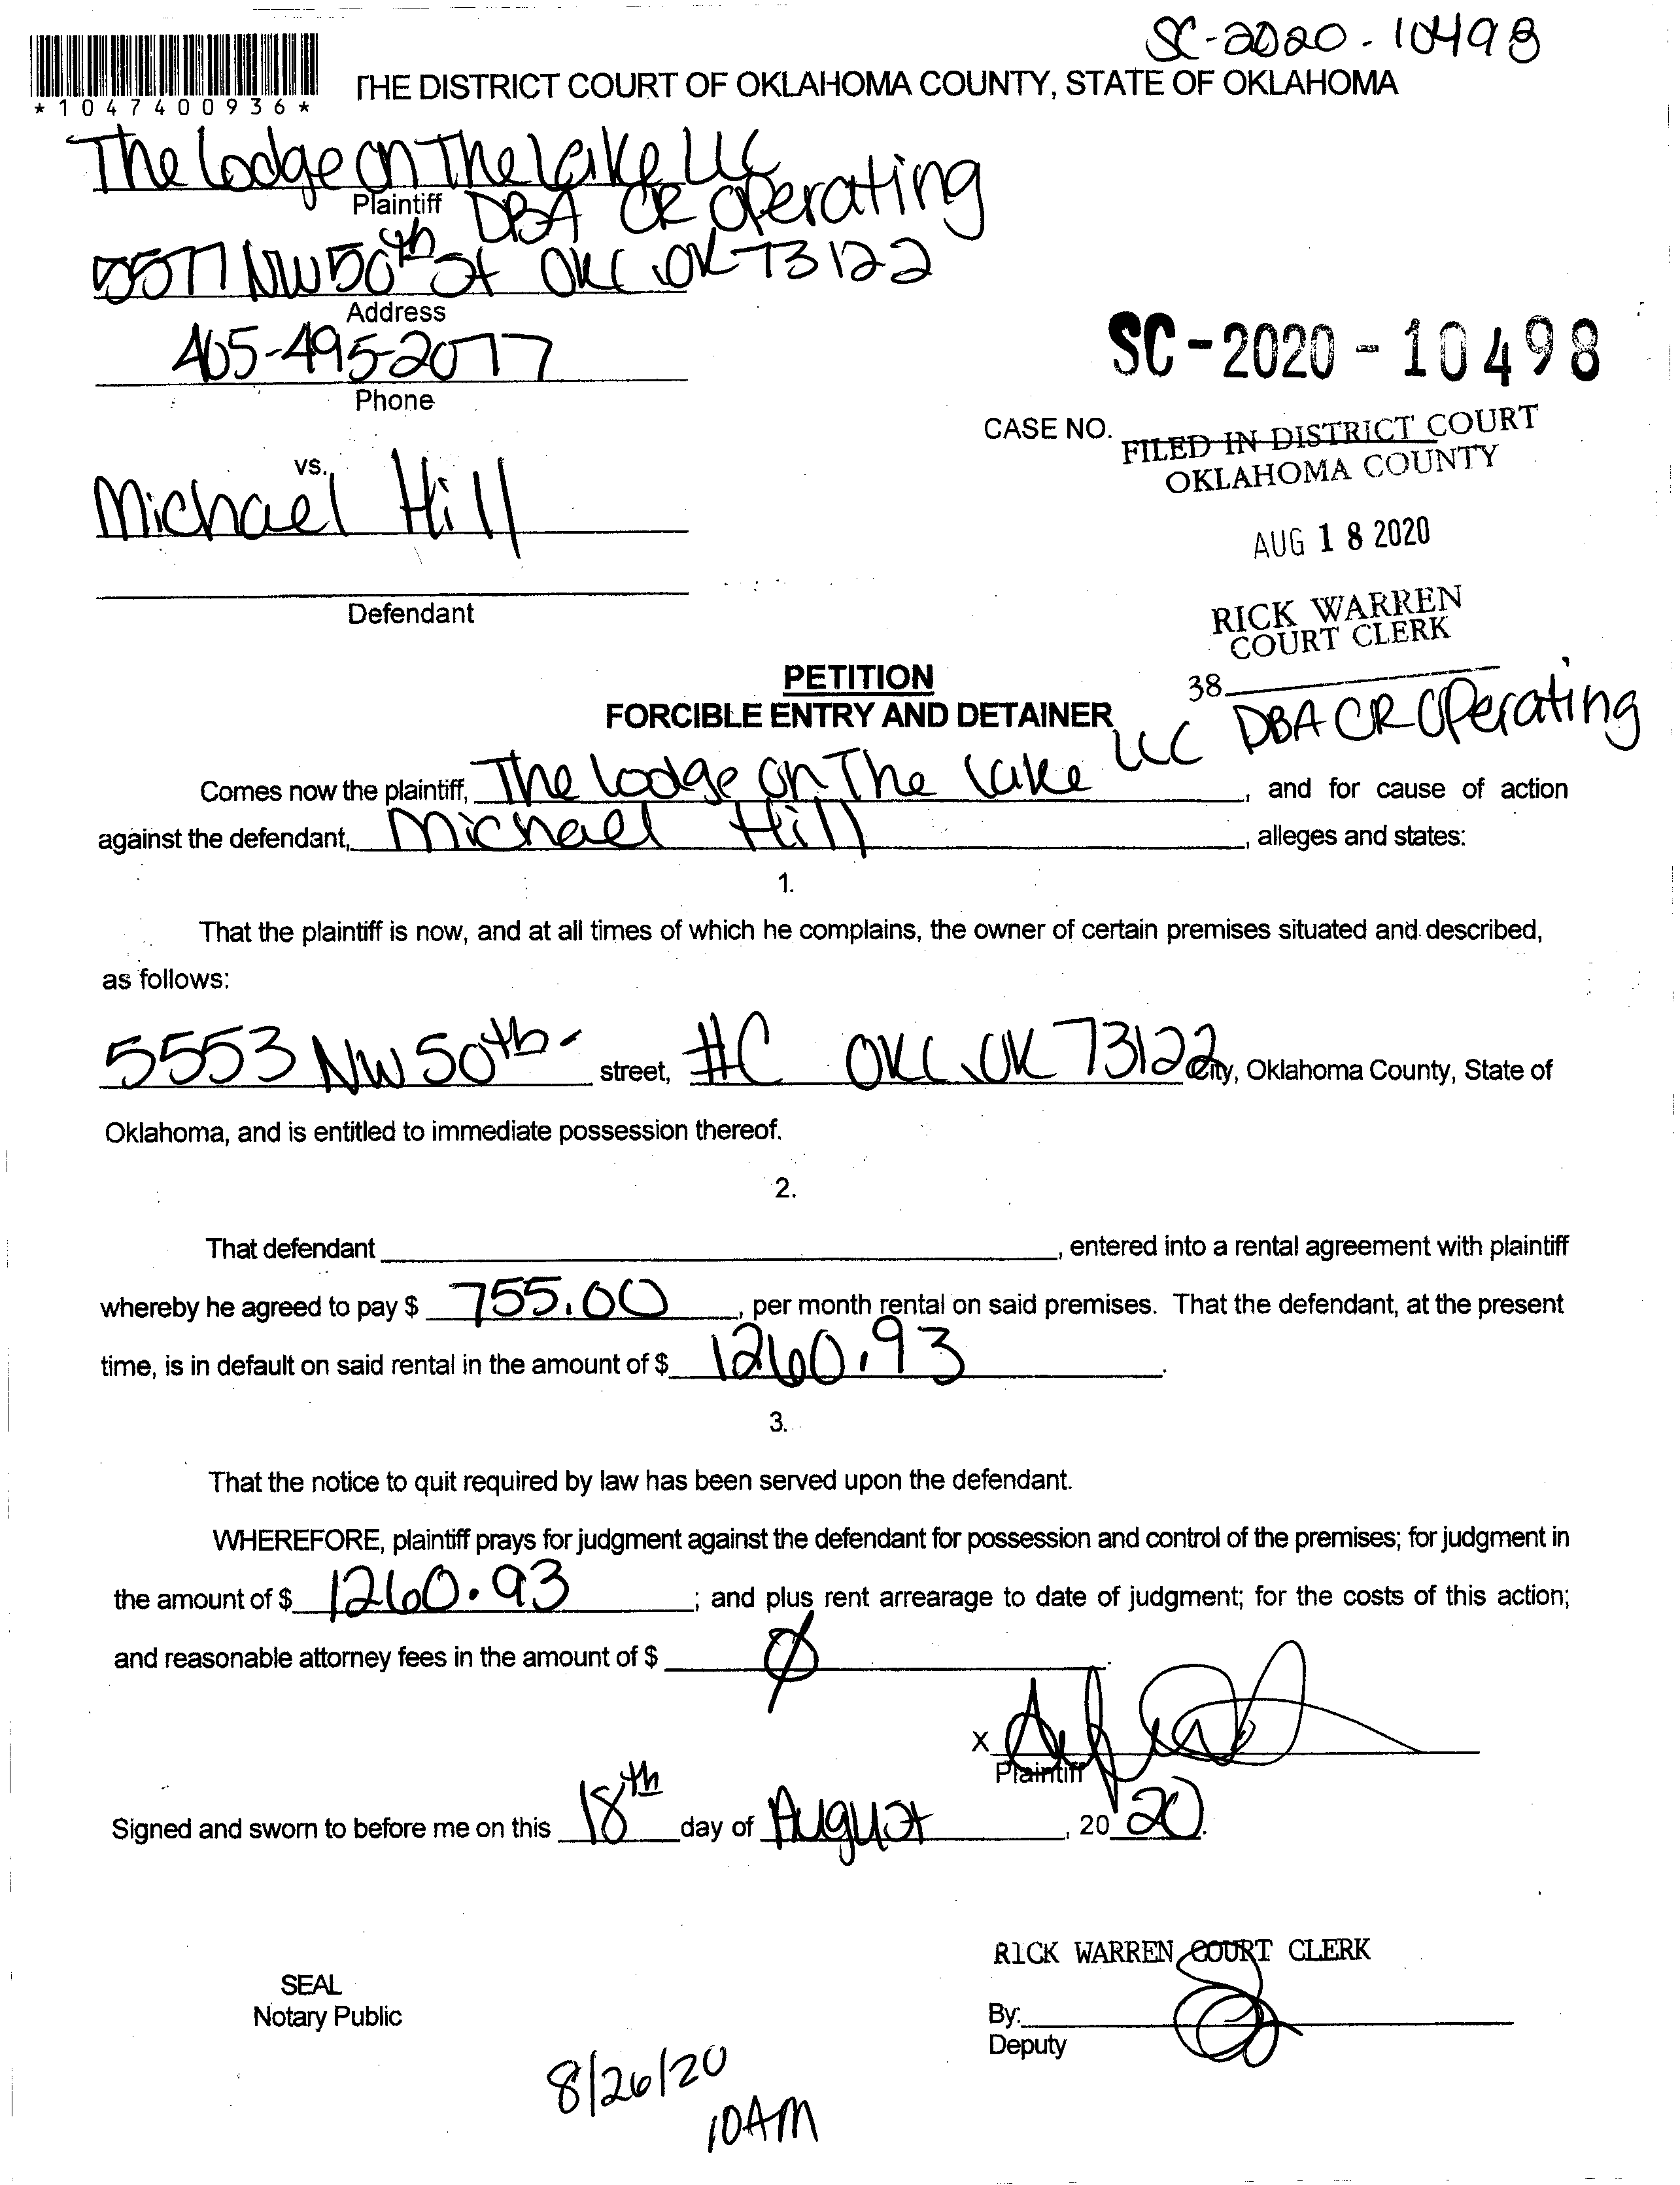 SC-2020-10498
THE DISTRICT COURT OF OKLAHOMA COUNTY, STATE OF OKLAHOMA
*1047400936*
The Lodge on The Lake LLC
Plaintiff DBA CR Operating
5577 NW 50th St OKC, OK 73122
Address
405-495-2077
Phone
SC-2020-10498
CASE NO.
FILED IN DISTRICT COURT
OKLAHOMA COUNTY
vs.
Michael Hill
AUG 18 2020
Defendant
RICK WARREN
COURT CLERK
38
PETITION
FORCIBLE ENTRY AND DETAINER
Comes now the plaintiff, The Lodge on The Lake LLC DBA CR Operating, and for cause of action
against the defendant, Michael Hill, alleges and states:
1.
That the plaintiff is now, and at all times of which he complains, the owner of certain premises situated and described,
as follows:
5553 NW 50th street, #C OKC, OK 73122 City, Oklahoma County, State of
Oklahoma, and is entitled to immediate possession thereof.
2.
That defendant , entered into a rental agreement with plaintiff
whereby he agreed to pay $ 755.00, per month rental on said premises. That the defendant, at the present
time, is in default on said rental in the amount of $ 1260.93.
3.
That the notice to quit required by law has been served upon the defendant.
WHEREFORE, plaintiff prays for judgment against the defendant for possession and control of the premises; for judgment in
the amount of $ 1260.93; and plus rent arrearage to date of judgment; for the costs of this action;
and reasonable attorney fees in the amount of $ Ø.
X
Plaintiff
Signed and sworn to before me on this 18th day of August, 2020.
RICK WARREN COURT CLERK
SEAL
Notary Public
By:
Deputy
8/26/20
10AM